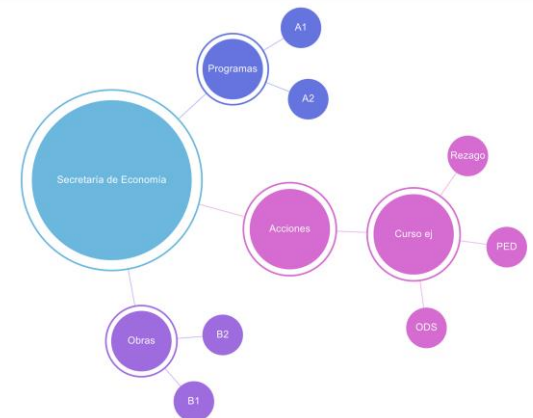 A1
Programas
A2
Rezago
Secretaría de Economía
Acciones
Curso ej
PED
ODS
B2
Obras
B1